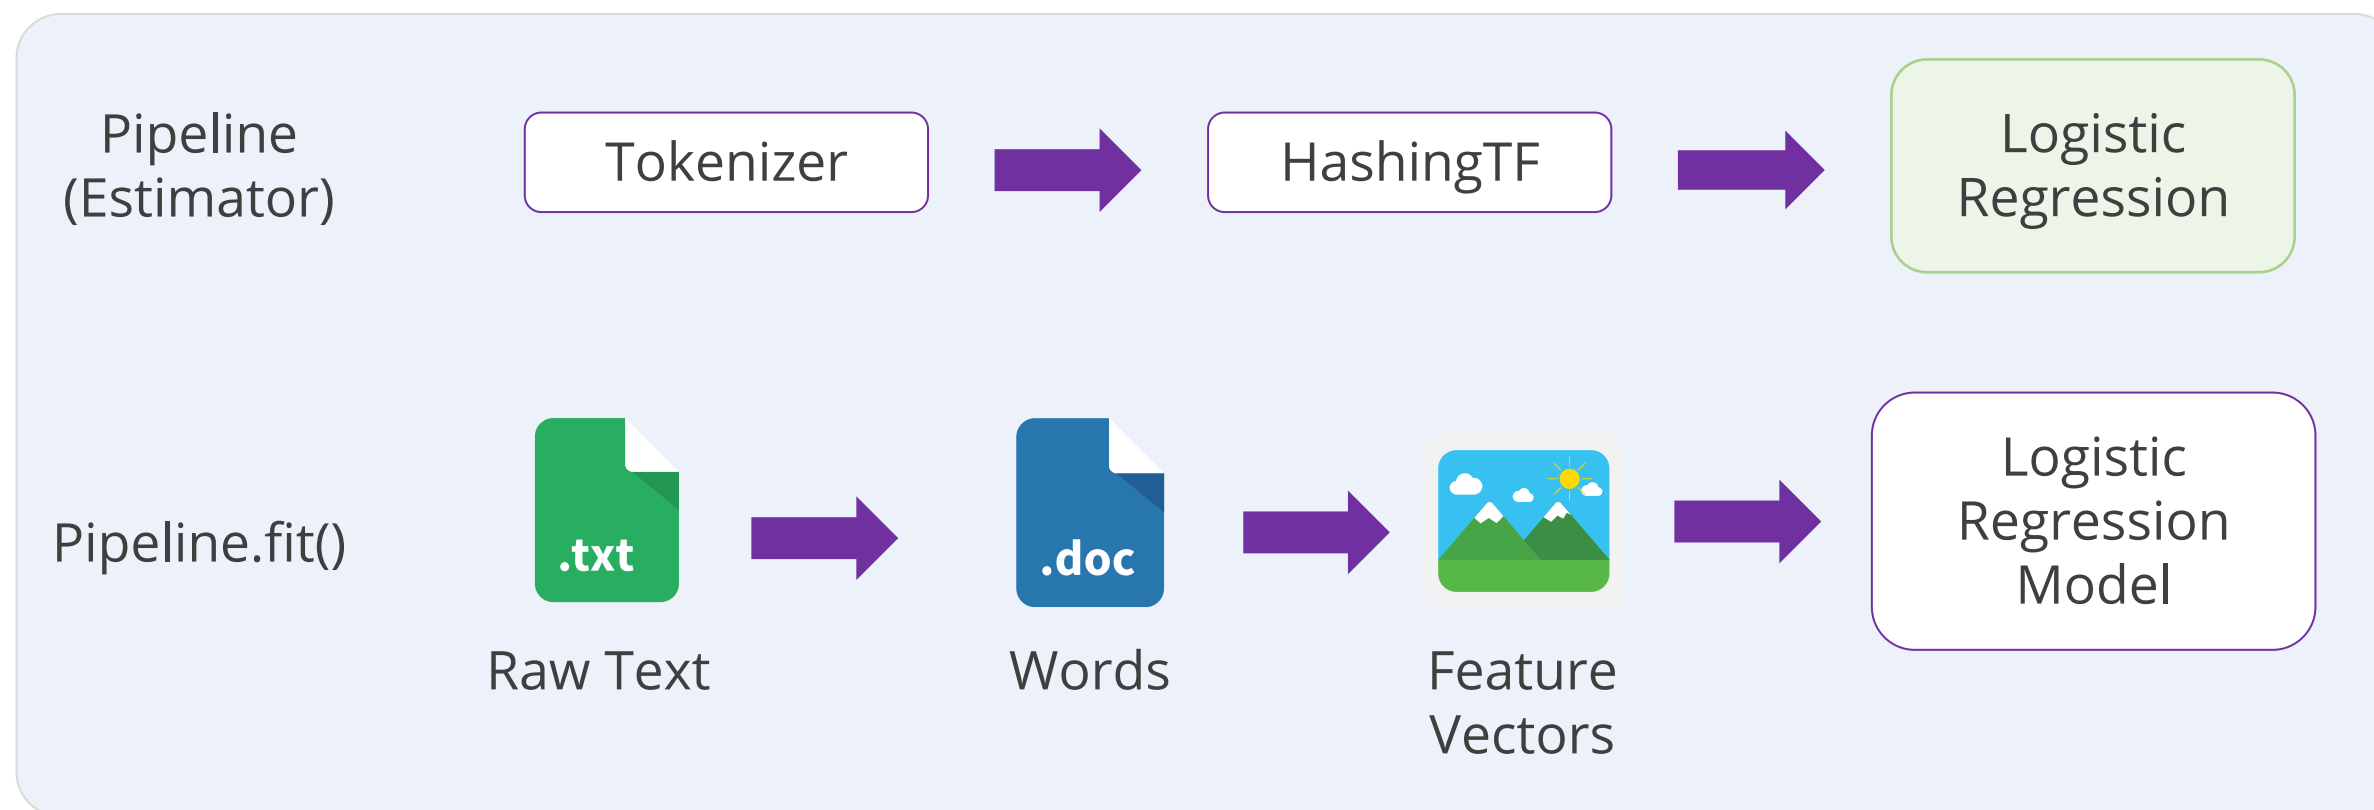 Pipeline
(Estimator)
Tokenizer
HashingTF
Logistic
Regression
Pipeline.fit()
.txt
Raw Text
.doc
Words
Feature
Vectors
Logistic
Regression
Model